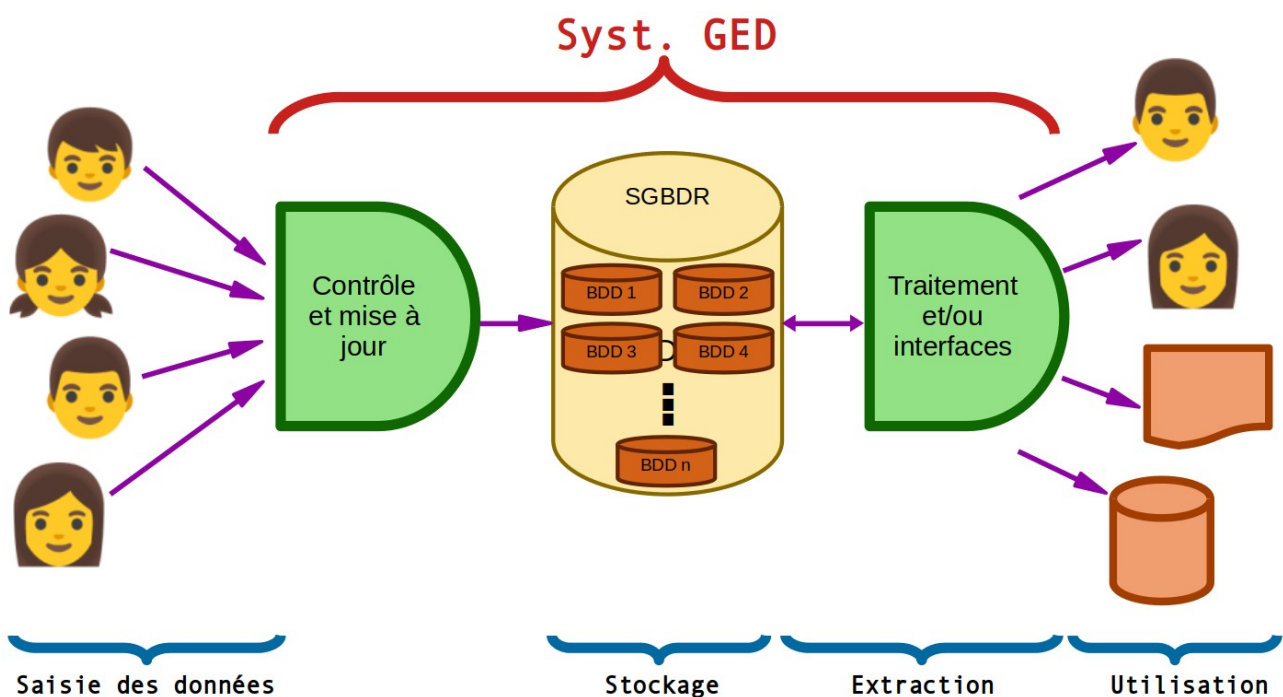 Syst. GED
Contrôle
et mise à
jour
SGBDR
BDD 1
BDD 2
BDD 3
D
BDD 4
BDD n
Traitement
et/ou
interfaces
Saisie des données
Stockage
Extraction
Utilisation